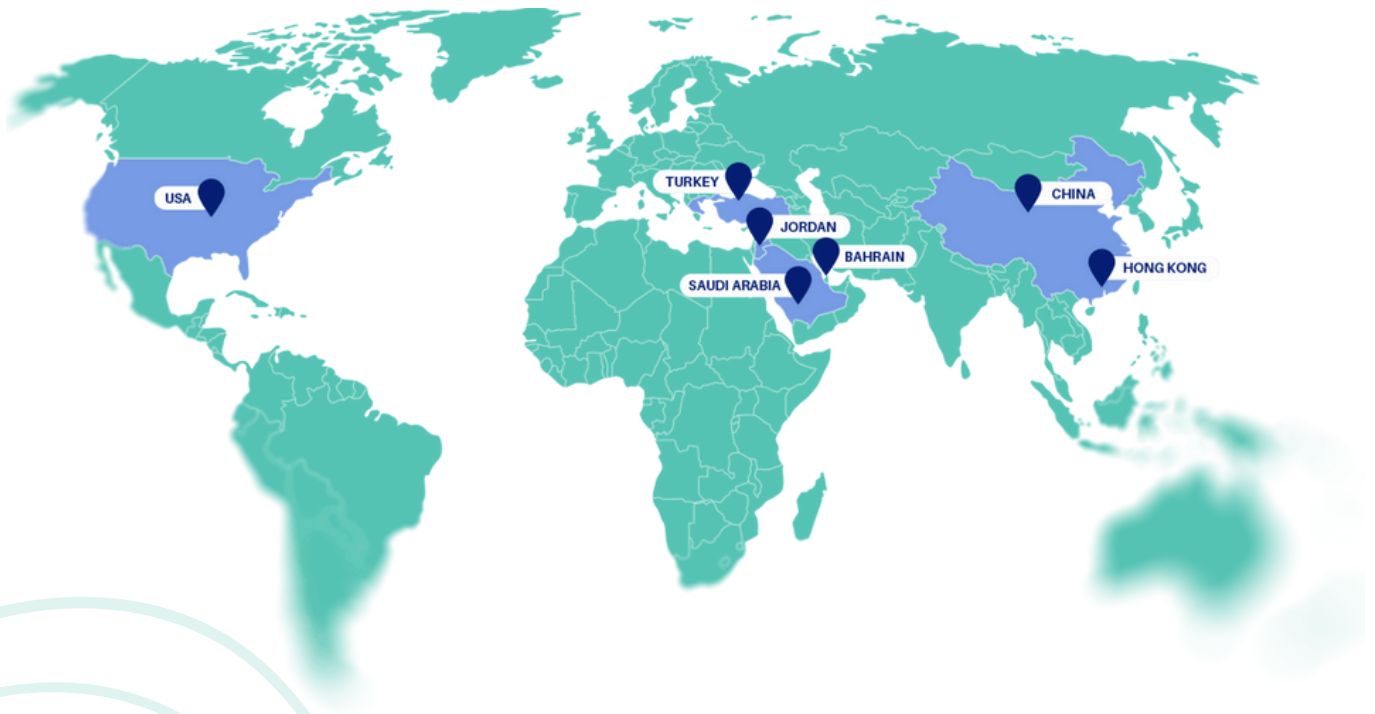 TURKEY
USA
CHINA
JORDAN
BAHRAIN
HONG KONG
SAUDI ARABIA